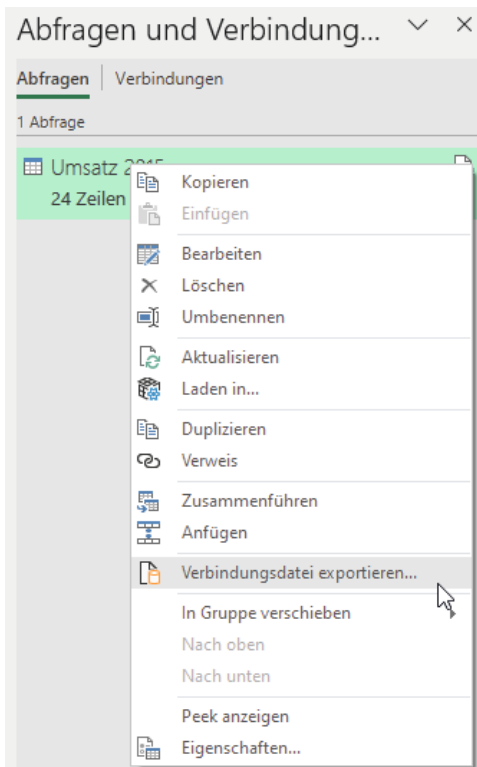 Abfragen und Verbindung...
Abfragen Verbindungen
1 Abfrage
Umsatz 2015
24 Zeilen
Kopieren
Einfügen
Bearbeiten
Löschen
Umbenennen
Aktualisieren
Laden in...
Duplizieren
Verweis
Zusammenführen
Anfügen
Verbindungsdatei exportieren...
In Gruppe verschieben
Nach oben
Nach unten
Peek anzeigen
Eigenschaften...